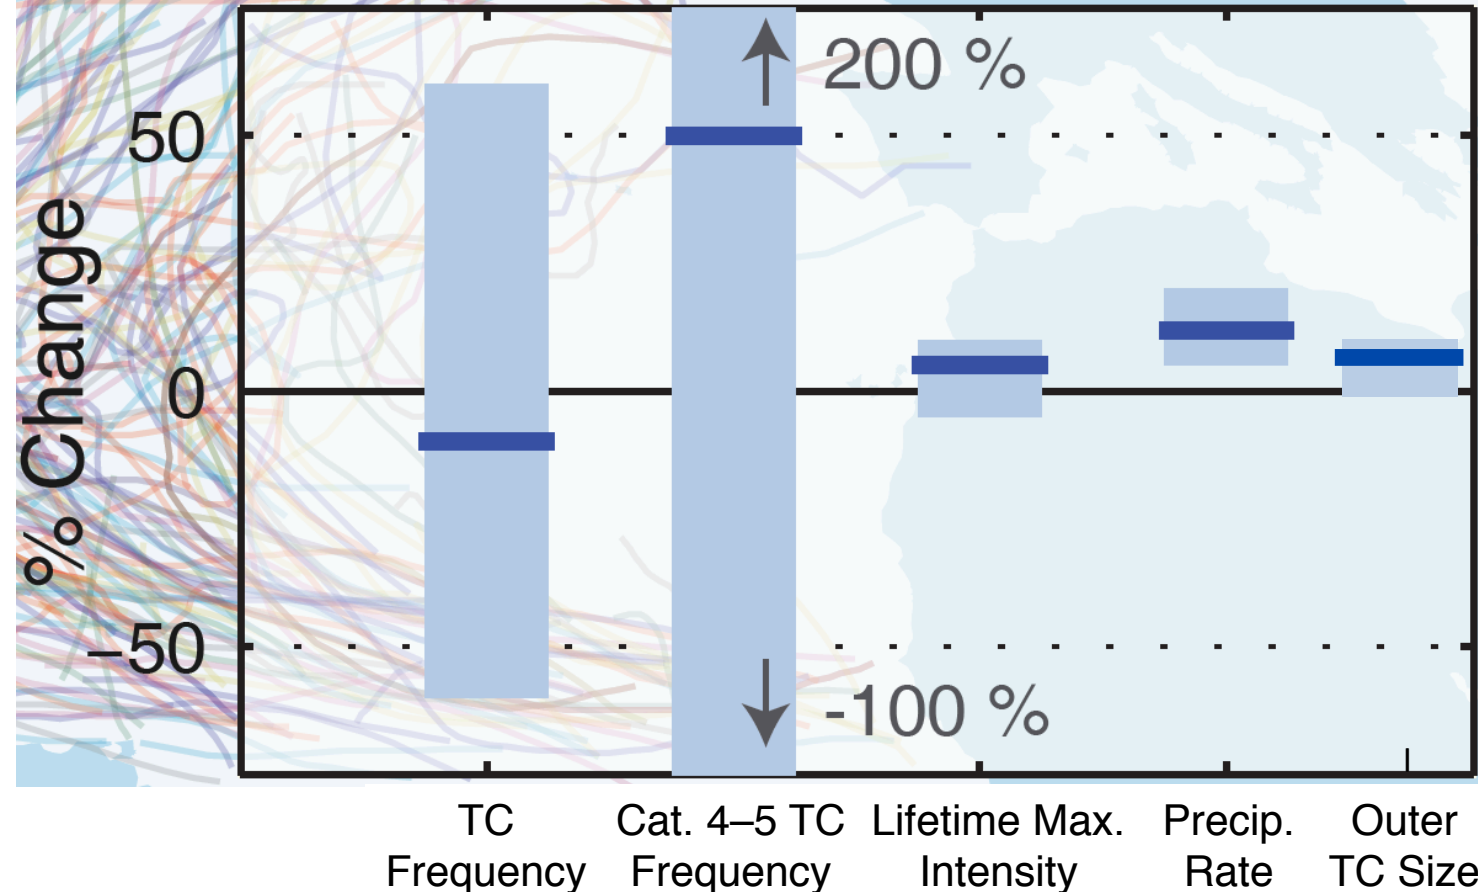 200 %
50
% Change
0
–50
-100 %
TC
Frequency
Cat. 4–5 TC
Frequency
Lifetime Max.
Intensity
Precip.
Rate
Outer
TC Size